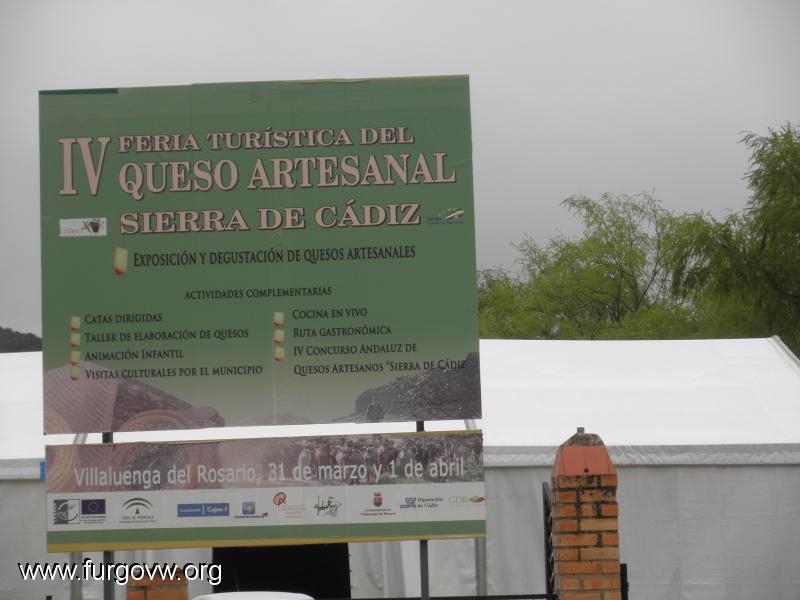 IV FERIA TURÍSTICA DEL
QUESO ARTESANAL
SIERRA DE CÁDIZ
EXPOSICIÓN Y DEGUSTACIÓN DE QUESOS ARTESANALES
ACTIVIDADES COMPLEMENTARIAS
CATAS DIRIGIDAS
TALLER DE ELABORACIÓN DE QUESOS
ANIMACIÓN INFANTIL
VISITAS CULTURALES POR EL MUNICIPIO
COCINA EN VIVO
RUTA GASTRONÓMICA
IV CONCURSO ANDALUZ DE
QUESOS ARTESANOS "SIERRA DE CÁDIZ"
Villaluenga del Rosario, 31 de marzo y 1 de abril
Diputación
de Cádiz
GDR
www.furgovw.org